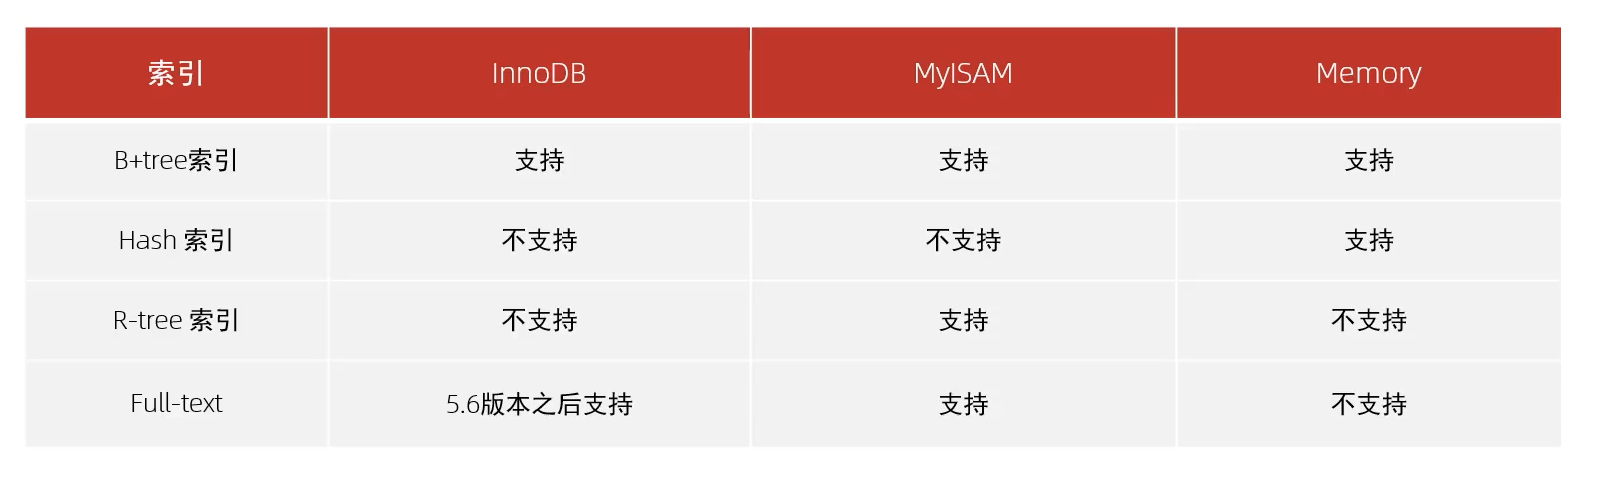 索引 InnoDB MyISAM Memory
B+tree索引 支持 支持 支持
Hash 索引 不支持 不支持 支持
R-tree 索引 不支持 支持 不支持
Full-text 5.6版本之后支持 支持 不支持